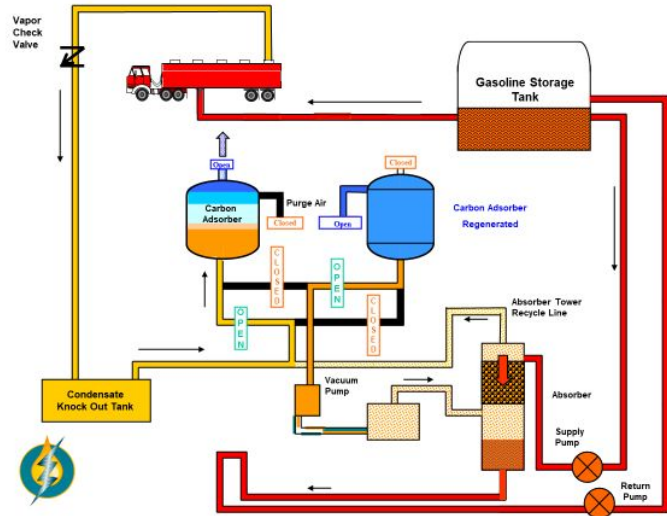 Vapor
Check
Valve
Gasoline Storage
Tank
Open
Closed
Carbon
Adsorber
Purge Air
Closed
Open
Carbon Adsorber
Regenerated
CLOSED
OPEN
OPEN
CLOSED
Absorber Tower
Recycle Line
Vacuum
Pump
Condensate
Knock Out Tank
Absorber
Supply
Pump
Return
Pump